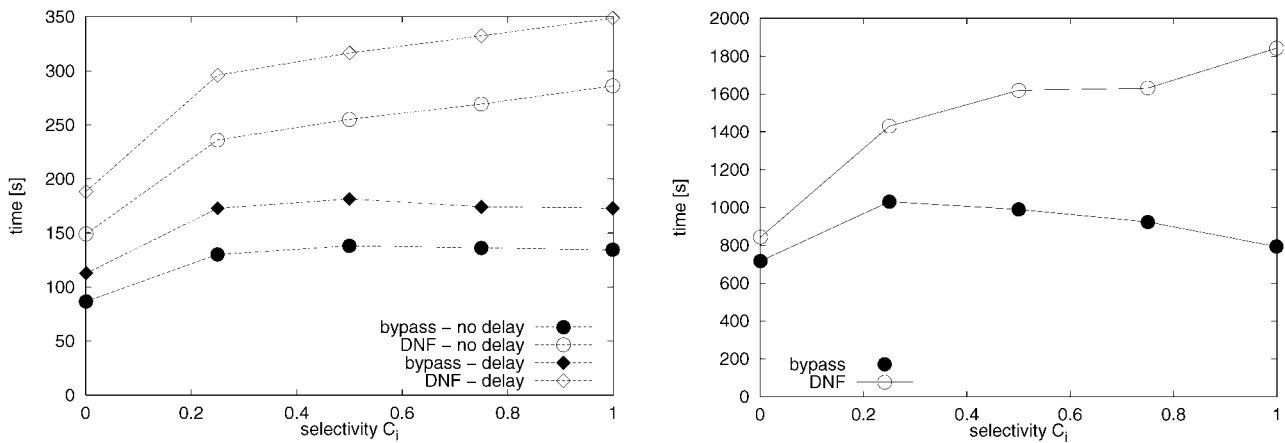 350
300
250
200
150
100
50
0
time [s]
0 0.2 0.4 0.6 0.8 1
selectivity Cj
bypass – no delay
DNF – no delay
bypass – delay
DNF – delay
2000
1800
1600
1400
1200
1000
800
600
400
200
0
time [s]
0 0.2 0.4 0.6 0.8 1
selectivity Cj
bypass
DNF